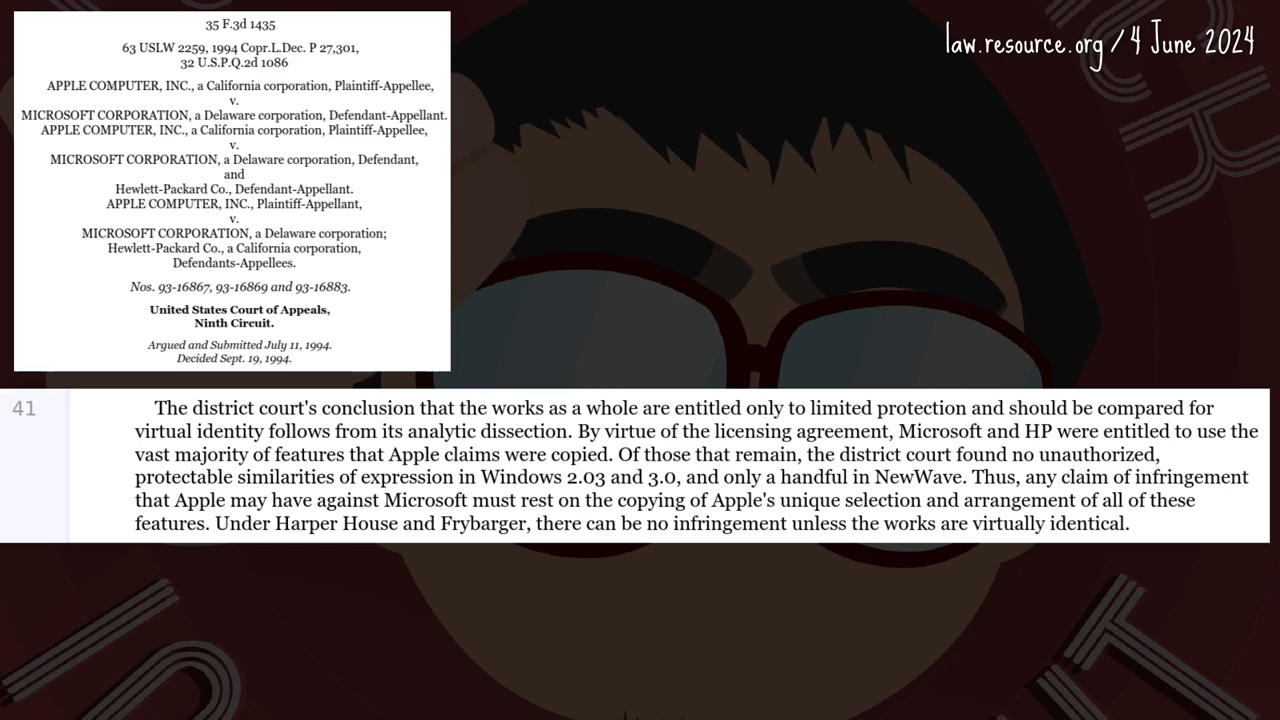 35 F.3d 1435
63 USLW 2259, 1994 Copr.L.Dec. P 27,301,
32 U.S.P.Q.2d 1086
APPLE COMPUTER, INC., a California corporation, Plaintiff-Appellee,
v.
MICROSOFT CORPORATION, a Delaware corporation, Defendant-Appellant.
APPLE COMPUTER, INC., a California corporation, Plaintiff-Appellee,
v.
MICROSOFT CORPORATION, a Delaware corporation, Defendant,
and
Hewlett-Packard Co., Defendant-Appellant.
APPLE COMPUTER, INC., Plaintiff-Appellant,
v.
MICROSOFT CORPORATION, a Delaware corporation;
Hewlett-Packard Co., a California corporation,
Defendants-Appellees.
Nos. 93-16867, 93-16869 and 93-16883.
United States Court of Appeals,
Ninth Circuit.
Argued and Submitted July 11, 1994.
Decided Sept. 19, 1994.
law.resource.org / 4 June 2024
41
The district court's conclusion that the works as a whole are entitled only to limited protection and should be compared for
virtual identity follows from its analytic dissection. By virtue of the licensing agreement, Microsoft and HP were entitled to use the
vast majority of features that Apple claims were copied. Of those that remain, the district court found no unauthorized,
protectable similarities of expression in Windows 2.03 and 3.0, and only a handful in NewWave. Thus, any claim of infringement
that Apple may have against Microsoft must rest on the copying of Apple's unique selection and arrangement of all of these
features. Under Harper House and Frybarger, there can be no infringement unless the works are virtually identical.